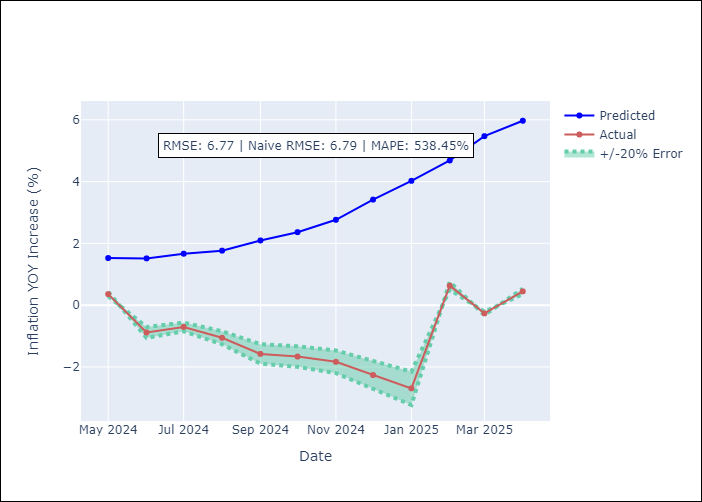 RMSE: 6.77 | Naive RMSE: 6.79 | MAPE: 538.45%
Predicted
Actual
+/-20% Error
Inflation YOY Increase (%)
6
4
2
0
−2
May 2024
Jul 2024
Sep 2024
Nov 2024
Jan 2025
Mar 2025
Date